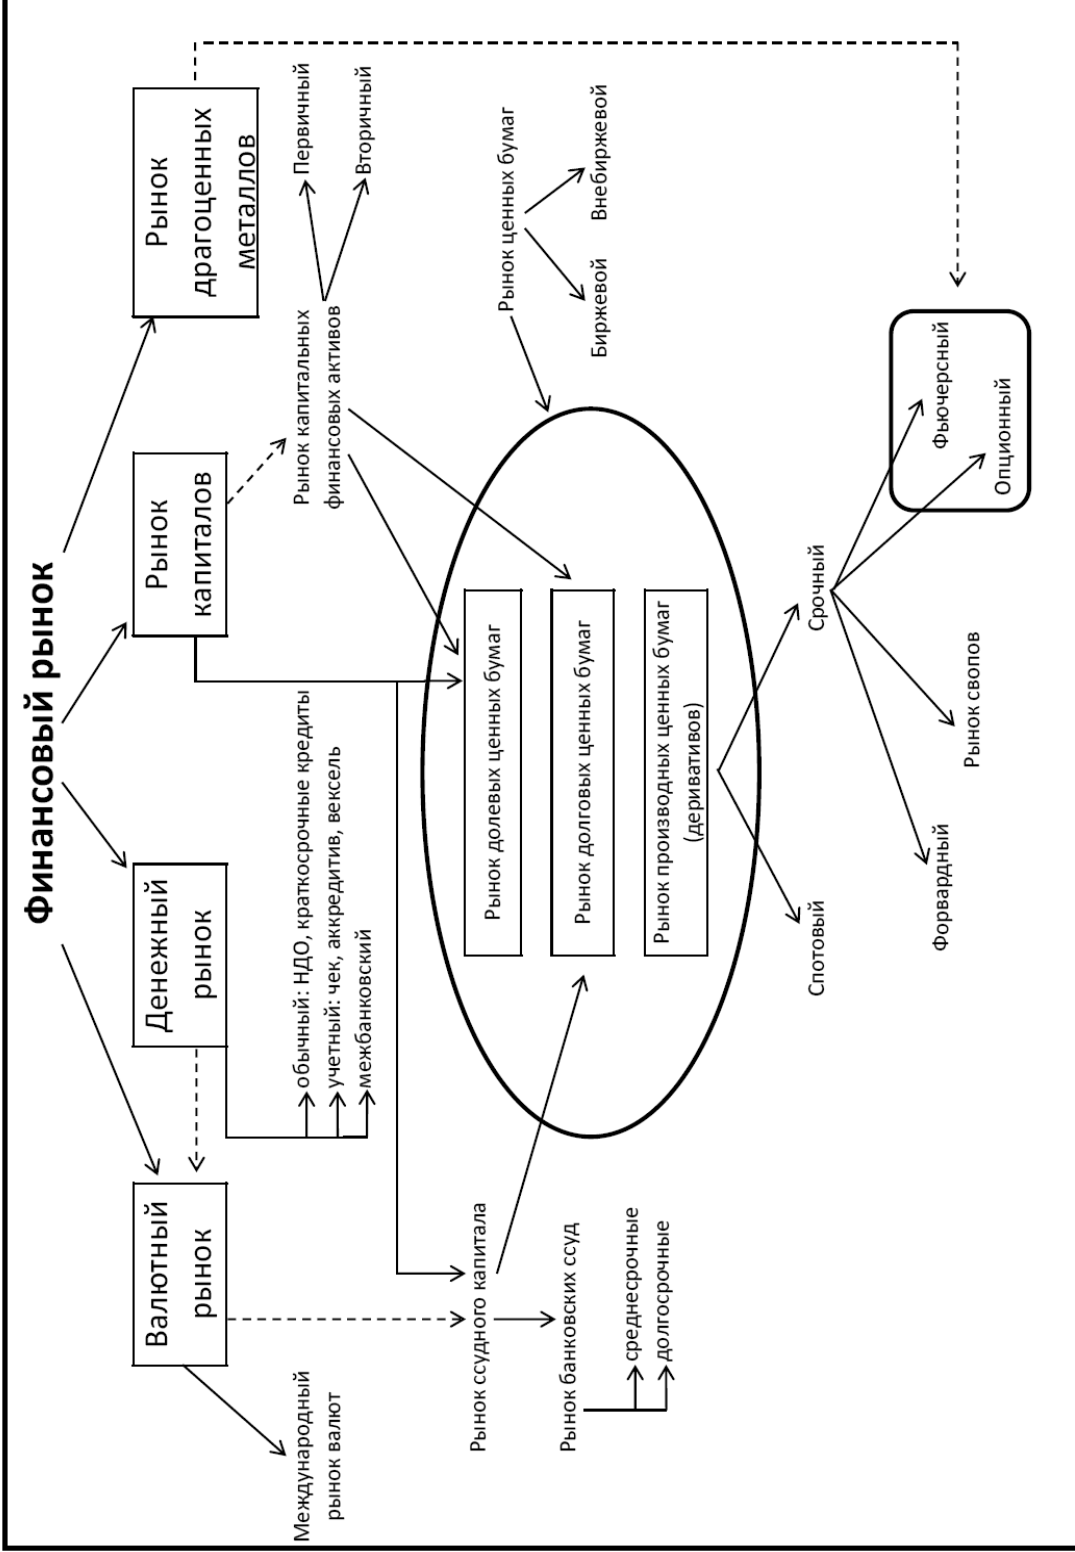 Финансовый рынок
Валютный
рынок
Денежный
рынок
Рынок
капиталов
Рынок
драгоценных
металлов
Международный
рынок валют
обычный: НДО, краткосрочные кредиты
учетный: чек, аккредитив, вексель
межбанковский
Рынок капитальных
финансовых активов
Первичный
Вторичный
Рынок ссудного капитала
Рынок банковских ссуд
среднесрочные
долгосрочные
Рынок ценных бумаг
Биржевой
Внебиржевой
Рынок долевых ценных бумаг
Рынок долговых ценных бумаг
Рынок производных ценных бумаг
(деривативов)
Спотовый
Срочный
Форвардный
Рынок свопов
Фьючерсный
Опционный